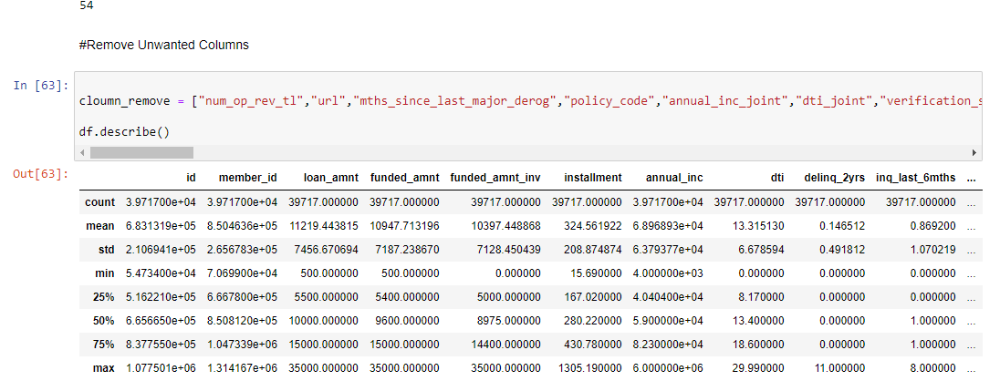 54
#Remove Unwanted Columns
In [63]:
cloumn_remove = ["num_op_rev_tl","url","mths_since_last_major_derog","policy_code","annual_inc_joint","dti_joint","verification_s
df.describe()
Out[63]:
id member_id loan_amnt funded_amnt funded_amnt_inv installment annual_inc dti delinq_2yrs inq_last_6mths ...
count 3.971700e+04 3.971700e+04 39717.000000 39717.000000 39717.000000 39717.000000 3.971700e+04 39717.000000 39717.000000 39717.000000 ...
mean 6.831319e+05 8.504636e+05 11219.443815 10947.713196 10397.448868 324.561922 6.896893e+04 13.315130 0.146512 0.869200 ...
std 2.106941e+05 2.656783e+05 7456.670694 7187.238670 7128.450439 208.874874 6.379377e+04 6.678594 0.491812 1.070219 ...
min 5.473400e+04 7.069900e+04 500.000000 500.000000 0.000000 15.690000 4.000000e+03 0.000000 0.000000 0.000000 ...
25% 5.162210e+05 6.667800e+05 5500.000000 5400.000000 5000.000000 167.020000 4.040400e+04 8.170000 0.000000 0.000000 ...
50% 6.656650e+05 8.508120e+05 10000.000000 9600.000000 8975.000000 280.220000 5.900000e+04 13.400000 0.000000 1.000000 ...
75% 8.377550e+05 1.047339e+06 15000.000000 15000.000000 14400.000000 430.780000 8.230000e+04 18.600000 0.000000 1.000000 ...
max 1.077501e+06 1.314167e+06 35000.000000 35000.000000 35000.000000 1305.190000 6.000000e+06 29.990000 11.000000 8.000000 ...